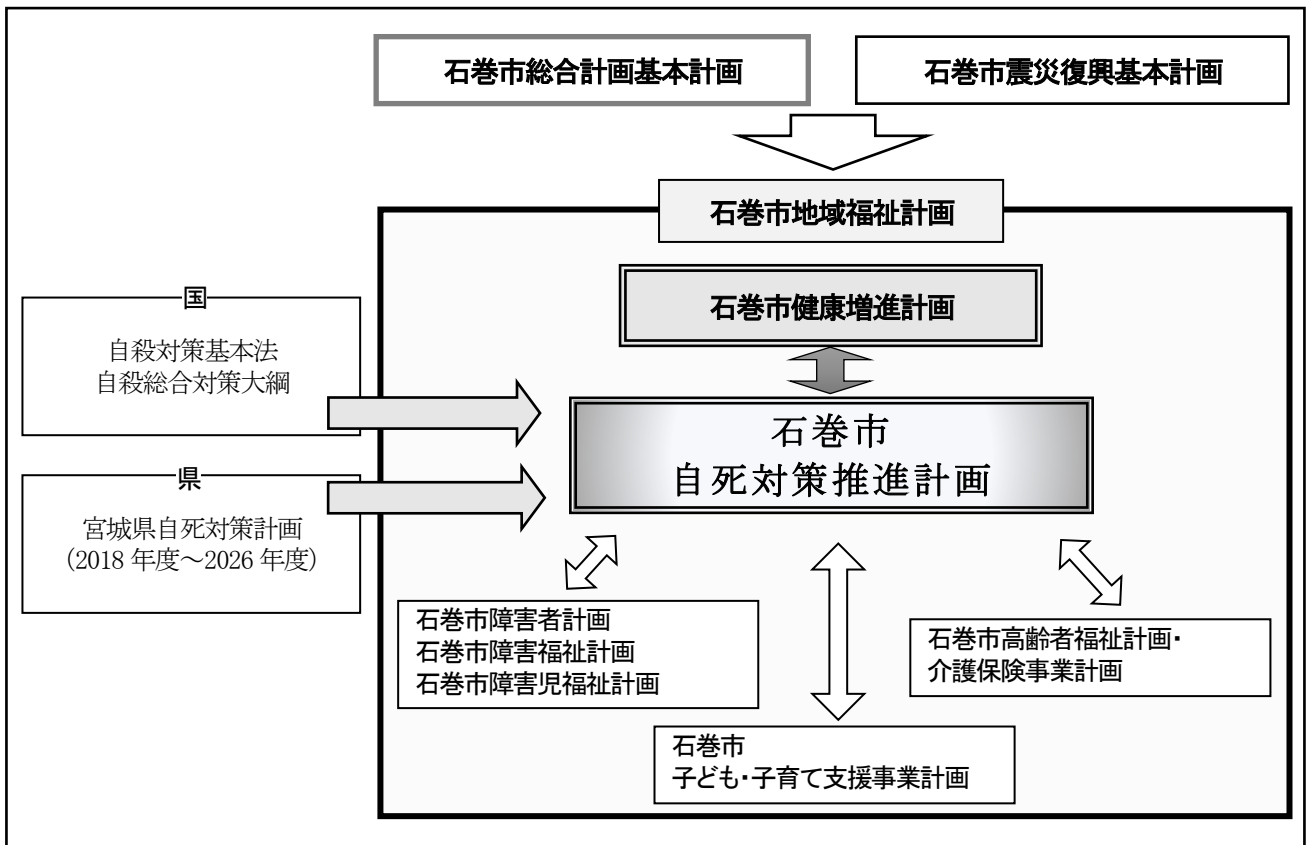 石巻市総合計画基本計画
石巻市震災復興基本計画
石巻市地域福祉計画
石巻市健康増進計画
国
自殺対策基本法
自殺総合対策大綱
石巻市
自死対策推進計画
県
宮城県自死対策計画
(2018 年度～2026 年度)
石巻市障害者計画
石巻市障害福祉計画
石巻市障害児福祉計画
石巻市高齢者福祉計画・
介護保険事業計画
石巻市
子ども・子育て支援事業計画